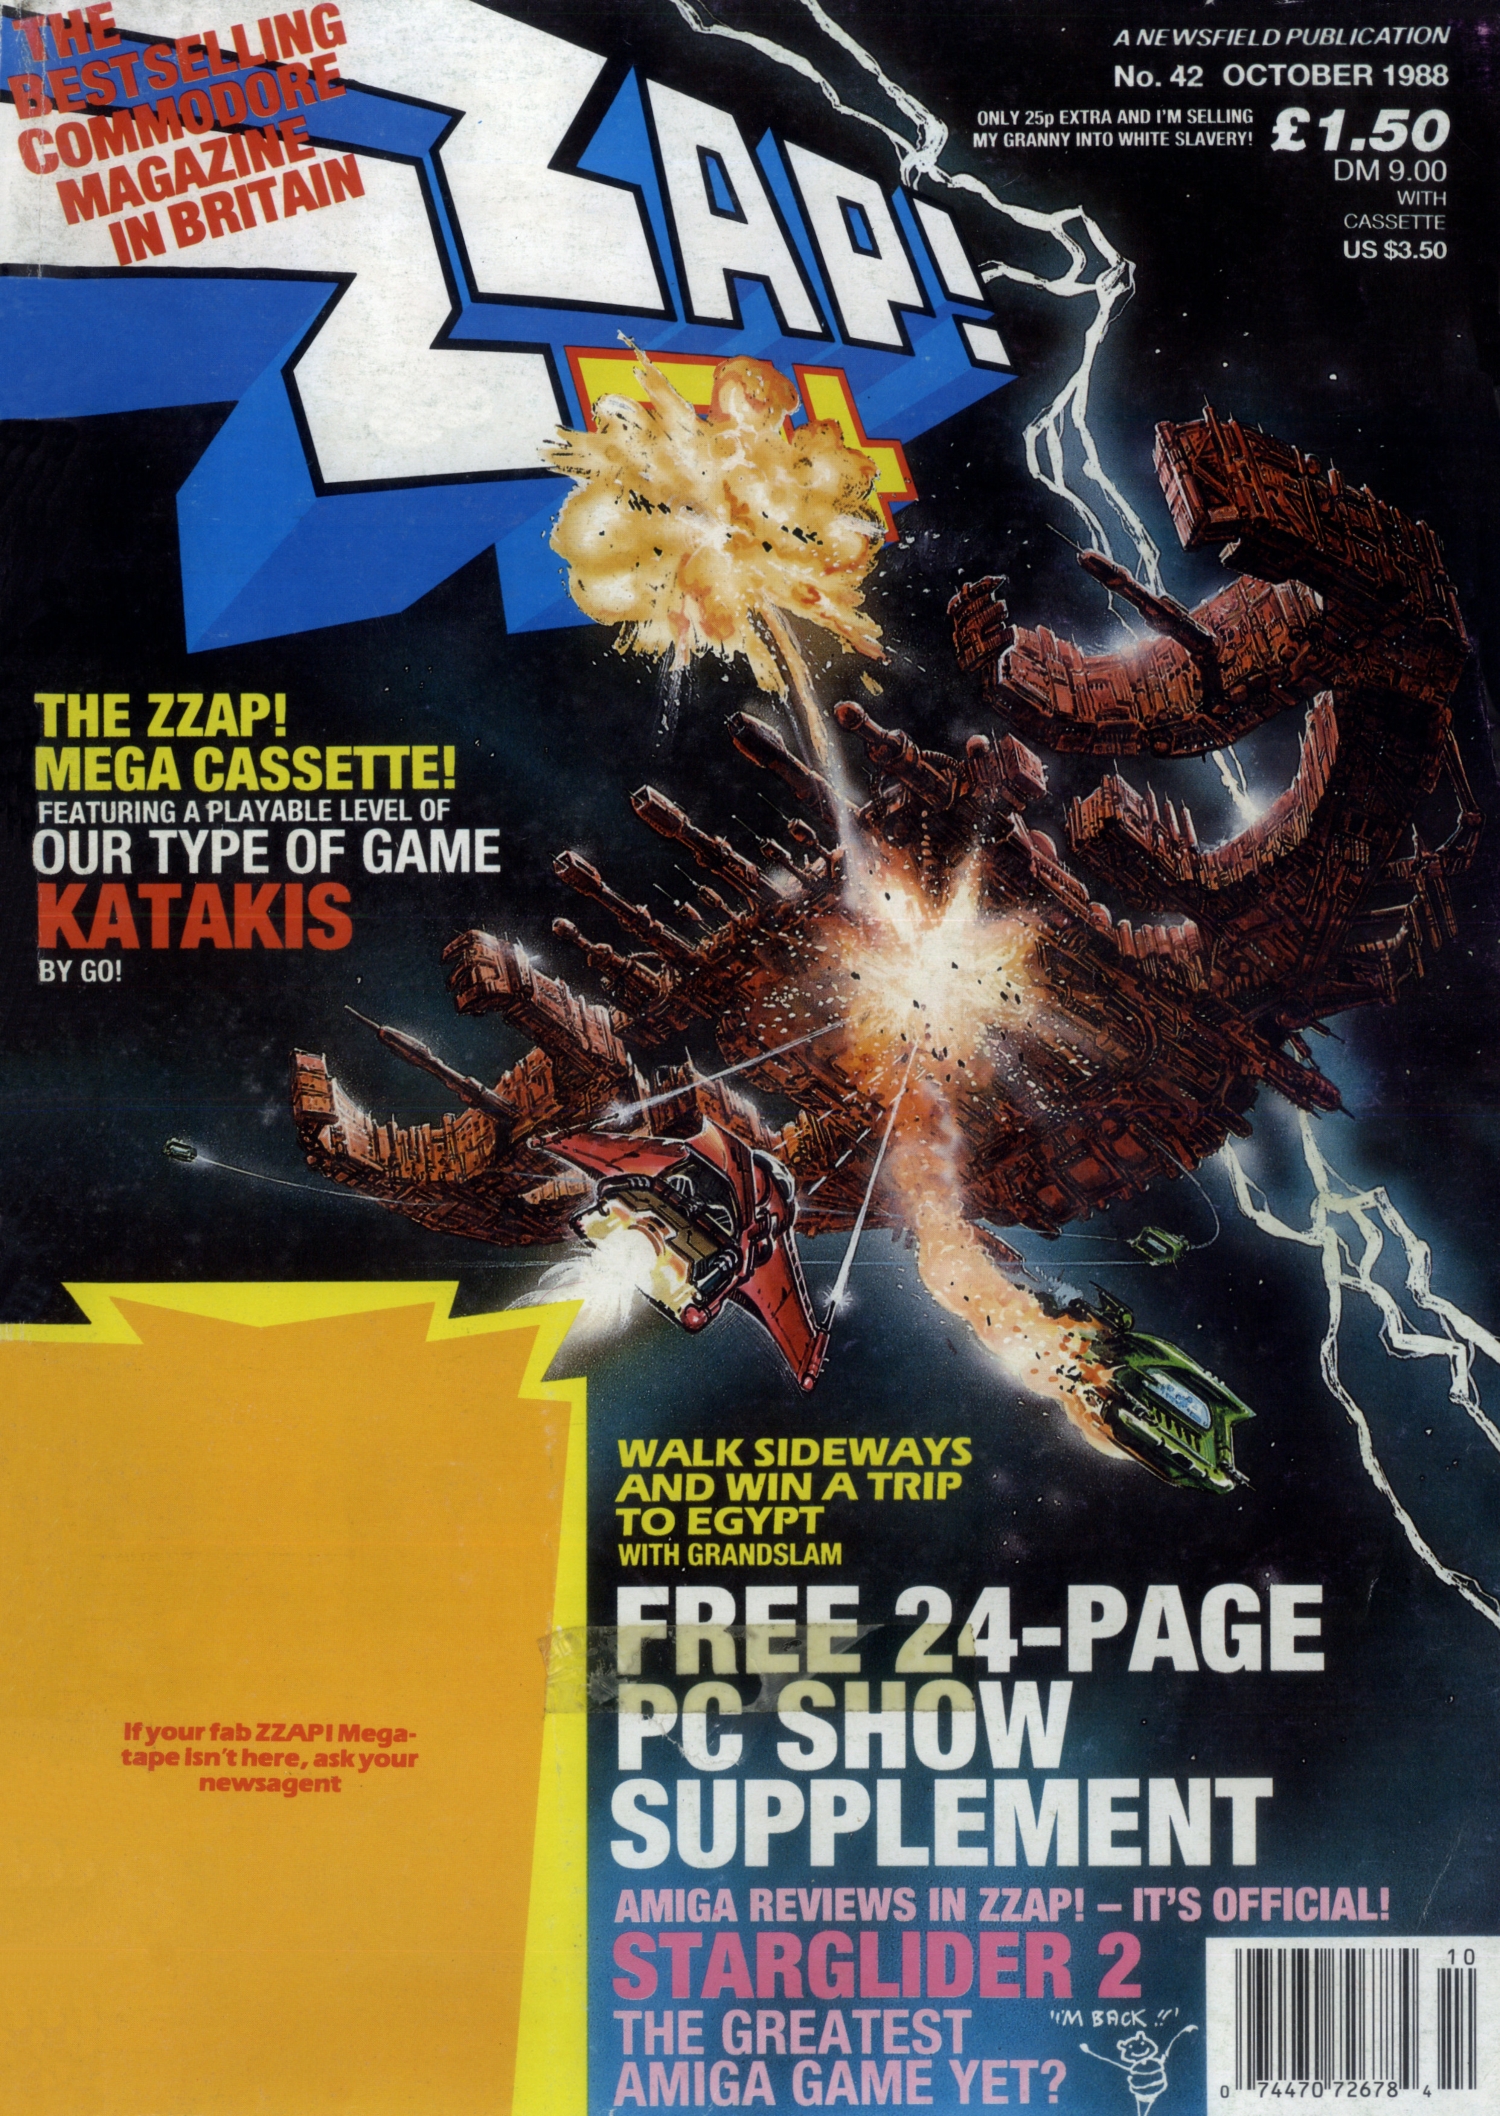 THE
BESTSELLING
COMMODORE
MAGAZINE
IN BRITAIN
ZZAP!
A NEWSFIELD PUBLICATION
No. 42 OCTOBER 1988
ONLY 25p EXTRA AND I'M SELLING
MY GRANNY INTO WHITE SLAVERY!
£1.50
DM 9.00
WITH
CASSETTE
US $3.50
THE ZZAP!
MEGA CASSETTE!
FEATURING A PLAYABLE LEVEL OF
OUR TYPE OF GAME
KATAKIS
BY GO!
If your fab ZZAP! Mega-
tape isn't here, ask your
newsagent
WALK SIDEWAYS
AND WIN A TRIP
TO EGYPT
WITH GRANDSLAM
FREE 24-PAGE
PC SHOW
SUPPLEMENT
AMIGA REVIEWS IN ZZAP! – IT'S OFFICIAL!
STARGLIDER 2
THE GREATEST
AMIGA GAME YET?
"I'M BACK!!"
10
0 74470 72678 4